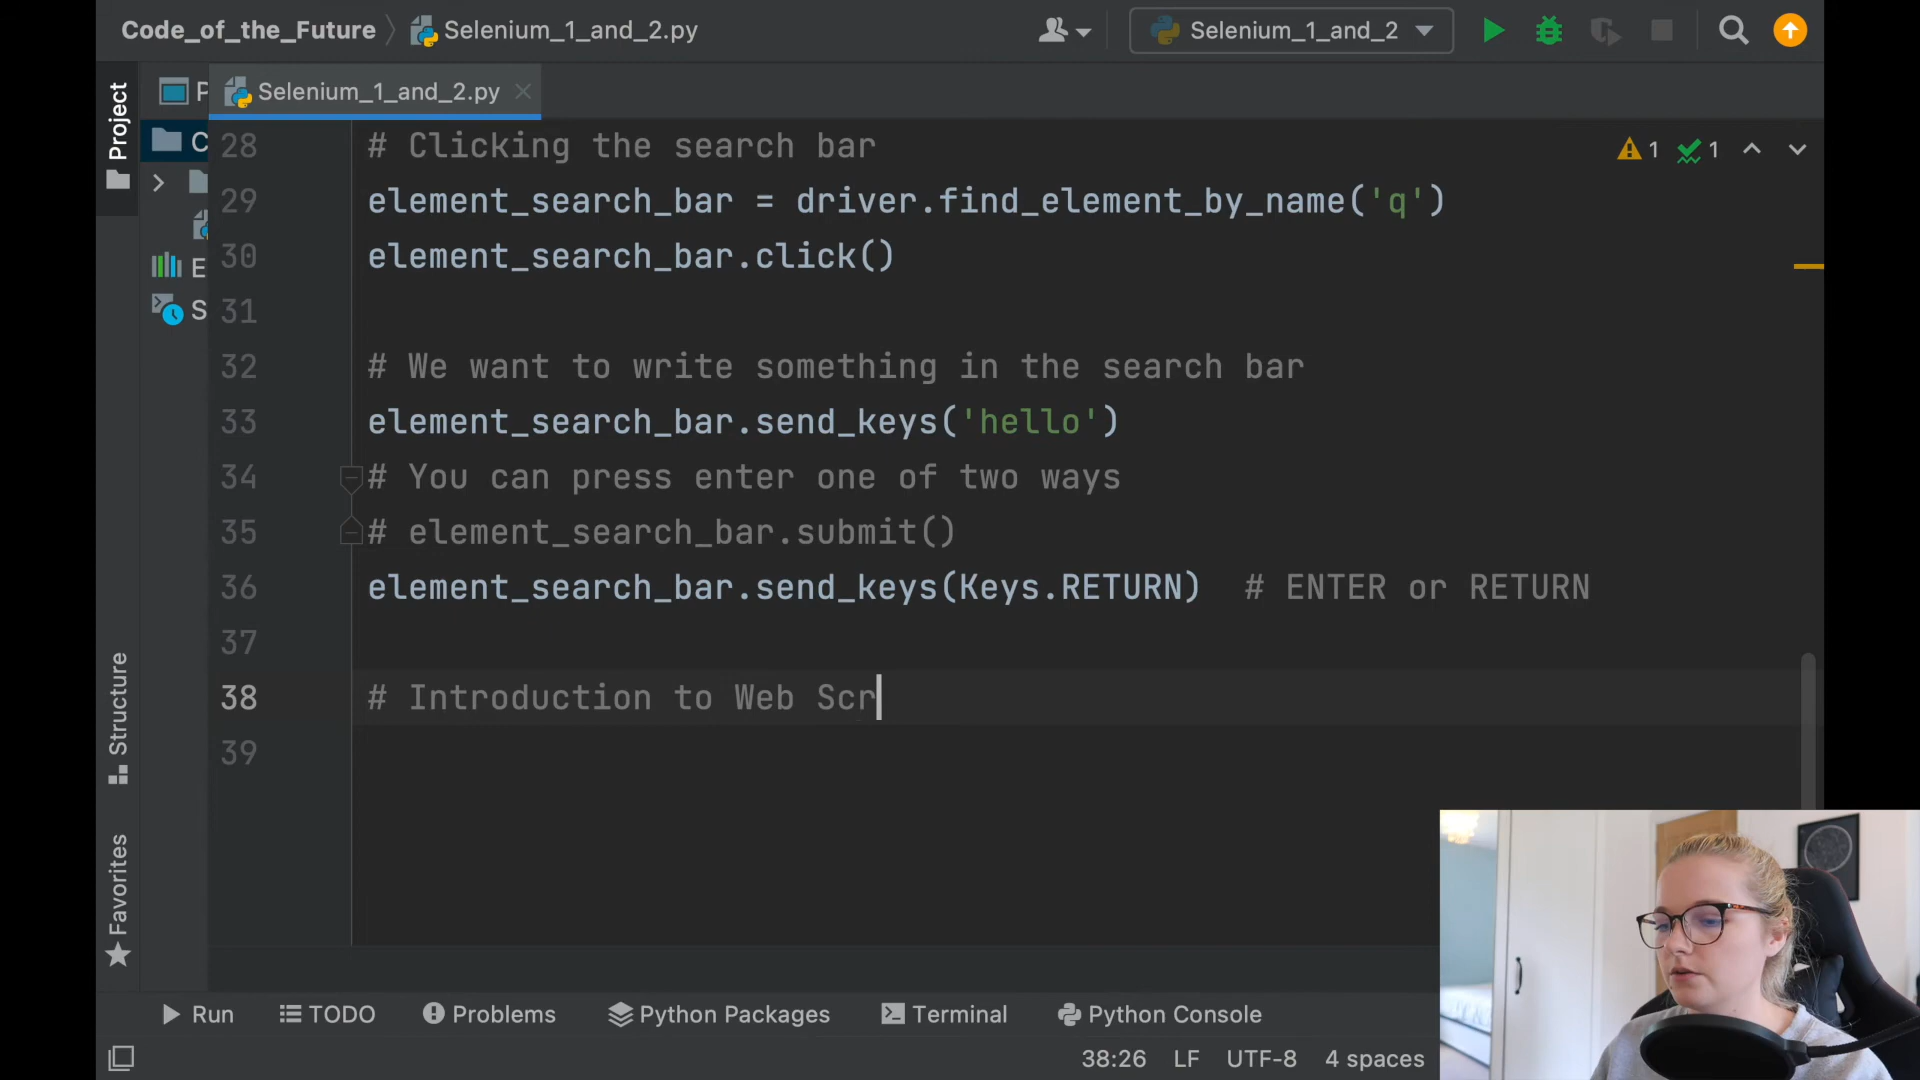 Code_of_the_Future
Selenium_1_and_2.py
Selenium_1_and_2
Project
P
Selenium_1_and_2.py
C
E
S
1
1
28 # Clicking the search bar
29 element_search_bar = driver.find_element_by_name('q')
30 element_search_bar.click()
31
32 # We want to write something in the search bar
33 element_search_bar.send_keys('hello')
34 # You can press enter one of two ways
35 # element_search_bar.submit()
36 element_search_bar.send_keys(Keys.RETURN)  # ENTER or RETURN
37
38 # Introduction to Web Scr
39
Structure
Favorites
Run
TODO
Problems
Python Packages
Terminal
Python Console
38:26
LF
UTF-8
4 spaces